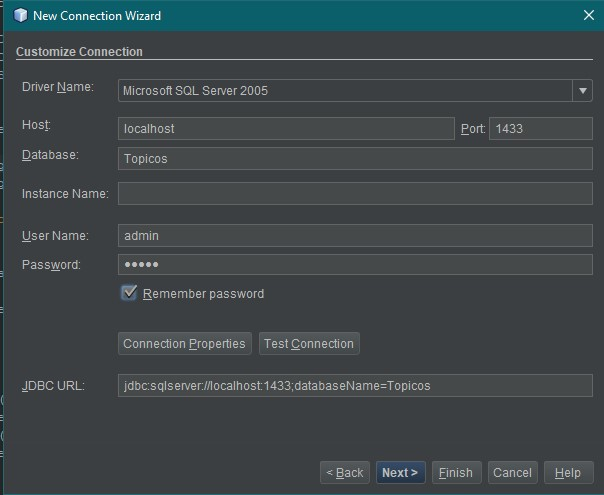 New Connection Wizard
Customize Connection
Driver Name: Microsoft SQL Server 2005
Host: localhost Port: 1433
Database: Topicos
Instance Name:
User Name: admin
Password: •••••
Remember password
Connection Properties Test Connection
JDBC URL: jdbc:sqlserver://localhost:1433;databaseName=Topicos
< Back Next > Finish Cancel Help